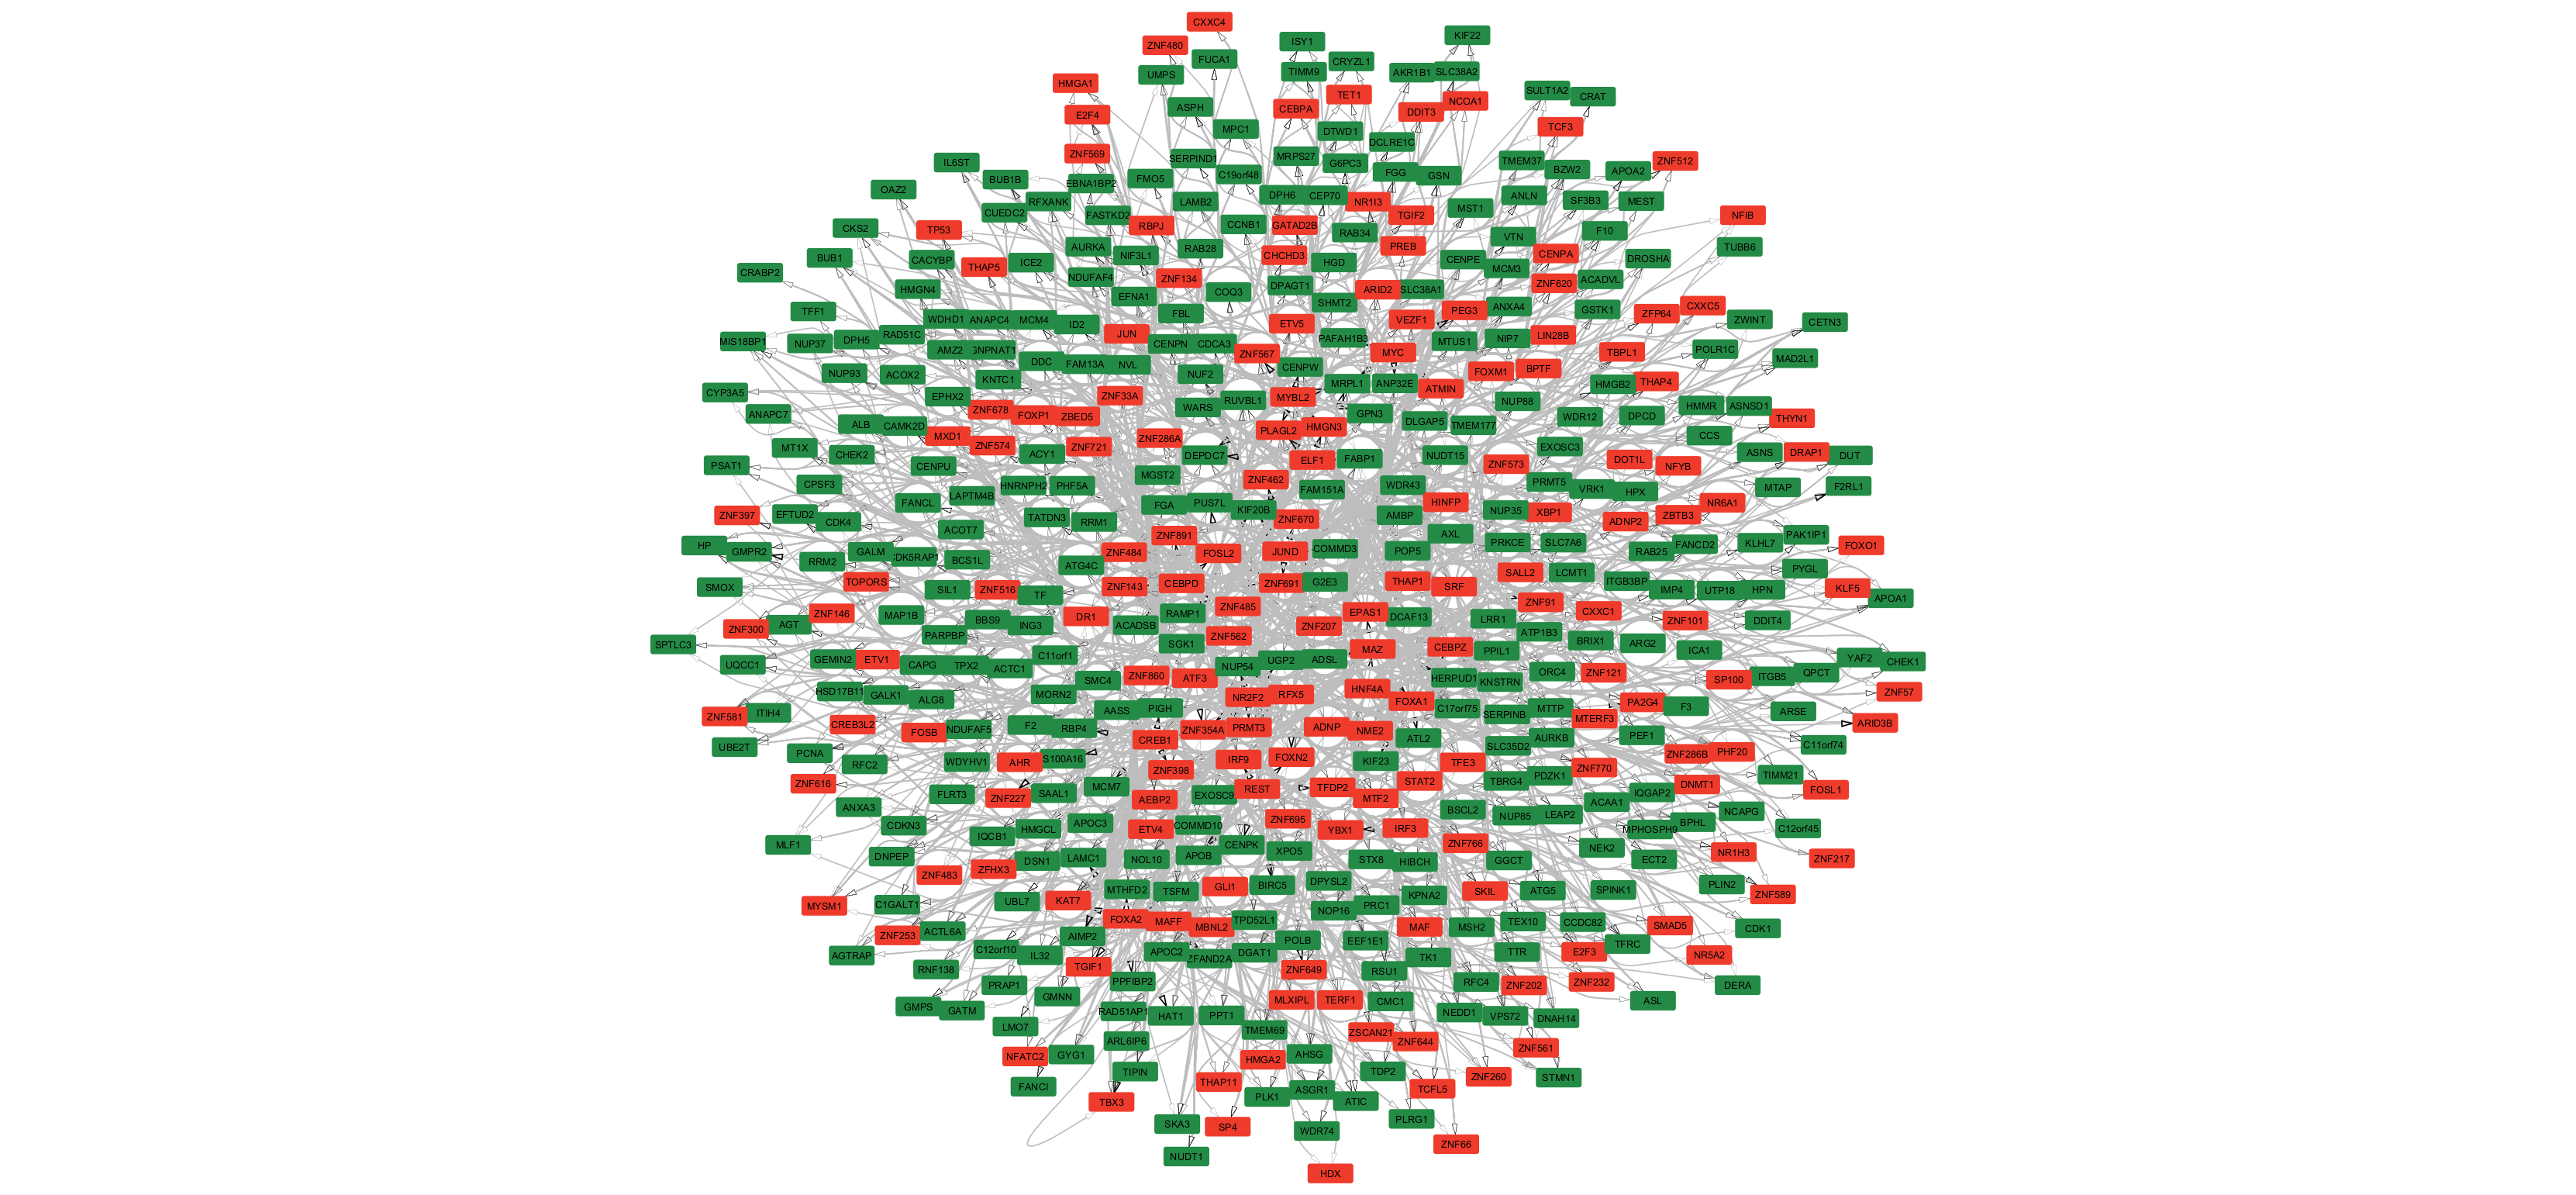 CXXC4
KIF22
ISY1
ZNF480
FUCA1
CRYZL1
TIMM9
AKR1B1
SLC38A2
UMPS
HMGA1
SULT1A2
TET1
CRAT
NCOA1
ASPH
CEBPA
DDIT3
E2F4
TCF3
MPC1
DTWD1
DCLRE1C
ZNF569
MRPS27
SERPIND1
TMEM37
ZNF512
IL6ST
G6PC3
BZW2
APOA2
FGG
C19orf48
GSN
BUB1B
FMO5
EBNA1BP2
OAZ2
DPH6
CEP70
ANLN
SF3B3
MEST
RFXANK
LAMB2
NR1I3
MST1
CUEDC2
FASTKD2
TGIF2
NFIB
RBPJ
CCNB1
GATAD2B
CKS2
TP53
RAB34
F10
VTN
AURKA
RAB28
PREB
TUBB6
NIF3L1
CHCHD3
CENPA
BUB1
CACYBP
ICE2
HGD
CENPE
DROSHA
THAP5
MCM3
CRABP2
NDUFAF4
ZNF134
ACADVL
ZNF620
DPAGT1
ARID2
SLC38A1
HMGN4
COQ3
EFNA1
SHMT2
ANXA4
CXXC5
TFF1
FBL
PEG3
GSTK1
ZFP64
WDHD1
ANAPC4
MCM4
ID2
ETV5
VEZF1
ZWINT
CETN3
JUN
RAD51C
PAFAH1B3
NIP7
LIN28B
MIS18BP1
NUP37
DPH5
CENPN
CDCA3
MTUS1
AMZ2
GNPNAT1
ZNF567
MYC
TBPL1
POLR1C
DDC
FAM13A
NVL
MAD2L1
NUP93
ACOX2
NUF2
CENPW
FOXM1
BPTF
KNTC1
MRPL1
ANP32E
HMGB2
THAP4
CYP3A5
EPHX2
ZNF33A
MYBL2
ATMIN
ANAPC7
ZNF678
FOXP1
ZBED5
WARS
RUVBL1
GPN3
NUP88
WDR12
DPCD
HMMR
ASNSD1
ALB
CAMK2D
DLGAP5
TMEM177
THYN1
MXD1
ZNF286A
PLAGL2
HMGN3
CCS
MT1X
CHEK2
ZNF574
ACY1
ZNF721
DEPDC7
ELF1
FABP1
NUDT15
EXOSC3
ASNS
DRAP1
DUT
PSAT1
CENPU
MGST2
ZNF573
DOT1L
NFYB
CPSF3
HNRNPH2
PHF5A
ZNF462
WDR43
PRMT5
VRK1
HPX
MTAP
F2RL1
LAPTM4B
FAM151A
FANCL
FGA
PUS7L
KIF20B
HINFP
NUP35
XBP1
NR6A1
ZNF397
EFTUD2
CDK4
TATDN3
RRM1
ZNF670
AMBP
ADNP2
ZBTB3
ACOT7
ZNF891
AXL
PAK1IP1
HP
GMPR2
GALM
COMMD3
PRKCE
SLC7A6
FANCD2
KLHL7
FOXO1
RRM2
BCS1L
ZNF484
FOSL2
JUND
POP5
RAB25
ATG4C
PYGL
SMOX
TOPORS
SIL1
ZNF516
TF
ZNF143
CEBPD
ZNF691
G2E3
THAP1
SRF
SALL2
LCMT1
ITGB3BP
IMP4
UTP18
HPN
KLF5
APOA1
ZNF146
MAP1B
DR1
RAMP1
ZNF485
EPAS1
ZNF91
CXXC1
ZNF300
AGT
BBS9
ING3
ACADSB
ZNF207
DCAF13
LRR1
ZNF101
DDIT4
SPTLC3
PARPBP
SGK1
ZNF562
ATP1B3
BRIX1
ARG2
UQCC1
GEMIN2
ETV1
CAPG
TPX2
C11orf1
NUP54
UGP2
ADSL
MAZ
CEBPZ
PPIL1
ICA1
YAF2
CHEK1
ACTC1
ZNF860
ATF3
ORC4
ZNF121
HERPUD1
KNSTRN
SP100
ITGB5
QPCT
HSD17B11
GALK1
ALG8
MORN2
SMC4
NR2F2
RFX5
HNF4A
FOXA1
ZNF57
ZNF581
ITIH4
AASS
PIGH
C17orf75
SERPINB
MTTP
PA2G4
F3
ARSE
CREB3L2
FOSB
NDUFAF5
F2
RBP4
ZNF354A
PRMT3
ADNP
NME2
MTERF3
ARID3B
UBE2T
PCNA
CREB1
ATL2
SLC35D2
AURKB
PEF1
C11orf74
RFC2
WDYHV1
AHR
S100A16
ZNF398
IRF9
FOXN2
KIF23
TFE3
ZNF770
ZNF286B
PHF20
ZNF616
MCM7
REST
TFDP2
STAT2
TBRG4
PDZK1
DNMT1
TIMM21
FLRT3
ZNF227
SAAL1
AEBP2
EXOSC9
MTF2
IQGAP2
FOSL1
ANXA3
BSCL2
ACAA1
NCAPG
CDKN3
IQCB1
HMGCL
APOC3
ETV4
COMMD10
ZNF695
YBX1
IRF3
NUP85
LEAP2
MPHOSPH9
BPHL
C12orf45
MLF1
DNPEP
DSN1
LAMC1
NOL10
APOB
CENPK
XPO5
STX8
HIBCH
ZNF766
GGCT
NEK2
ECT2
NR1H3
ZNF217
ZNF483
ZFHX3
MTHFD2
TSFM
GLI1
BIRC5
DPYSL2
KPNA2
SKIL
ATG5
SPINK1
PLIN2
ZNF589
MYSM1
C1GALT1
UBL7
KAT7
NOP16
PRC1
FOXA2
MAFF
MBNL2
TPD52L1
MAF
MSH2
TEX10
CCDC82
SMAD5
CDK1
ZNF253
ACTL6A
AIMP2
POLB
EEF1E1
TFRC
AGTRAP
C12orf10
IL32
APOC2
ZFAND2A
DGAT1
TK1
TTR
E2F3
NR5A2
RNF138
PRAP1
TGIF1
PPFIBP2
ZNF649
RSU1
RFC4
ZNF202
ZNF232
DERA
GMPS
GATM
GMNN
RAD51AP1
HAT1
PPT1
MLXIPL
TERF1
CMC1
NEDD1
VPS72
DNAH14
ASL
LMO7
ARL6IP6
TMEM69
ZSCAN21
ZNF644
ZNF561
NFATC2
GYG1
TIPIN
HMGA2
AHSG
TDP2
ZNF260
STMN1
FANCI
THAP11
PLK1
ASGR1
ATIC
TCFL5
TBX3
SKA3
SP4
WDR74
PLRG1
ZNF66
NUDT1
HDX